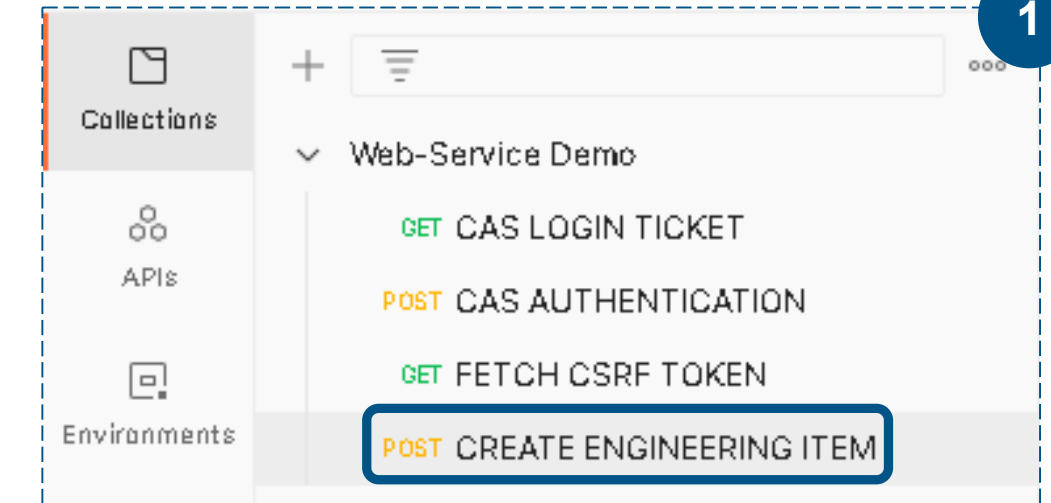 1
Collections
Web-Service Demo
GET CAS LOGIN TICKET
APIs
POST CAS AUTHENTICATION
GET FETCH CSRF TOKEN
Environments
POST CREATE ENGINEERING ITEM